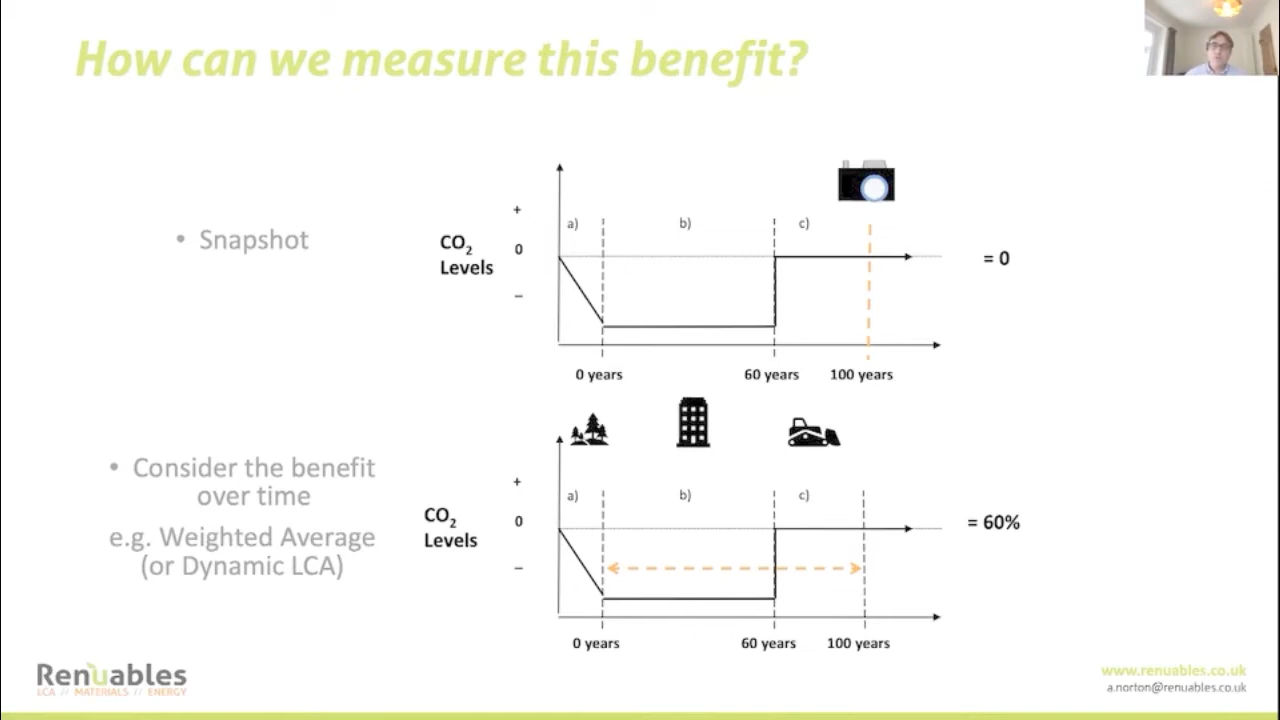 How can we measure this benefit?
• Snapshot
CO2
Levels
+
0
–
a)
b)
c)
= 0
0 years
60 years
100 years
• Consider the benefit
over time
e.g. Weighted Average
(or Dynamic LCA)
CO2
Levels
+
0
–
a)
b)
c)
= 60%
0 years
60 years
100 years
Renuables
LCA // MATERIALS // ENERGY
www.renuables.co.uk
a.norton@renuables.co.uk